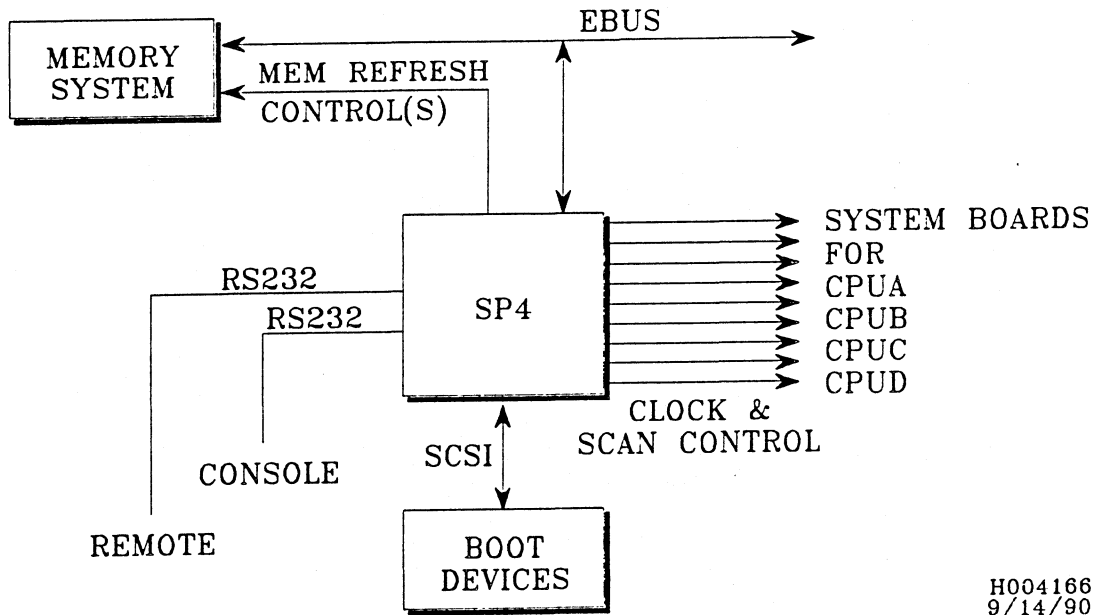 EBUS
MEMORY
SYSTEM
MEM REFRESH
CONTROL(S)
SYSTEM BOARDS
FOR
CPUA
CPUB
CPUC
CPUD
RS232
RS232
SP4
CLOCK &
SCAN CONTROL
SCSI
CONSOLE
REMOTE
BOOT
DEVICES
H004166
9/14/90